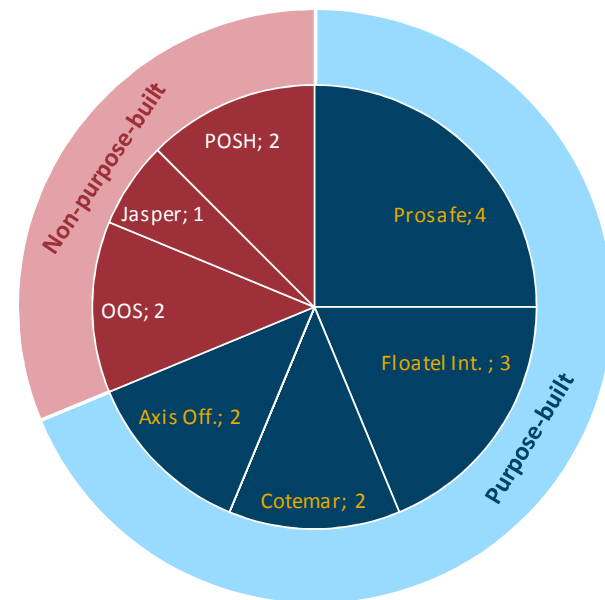 Non-purpose-built
POSH; 2
Jasper; 1
OOS; 2
Prosafe; 4
Floatel Int. ; 3
Axis Off.; 2
Cotemar; 2
Purpose-built